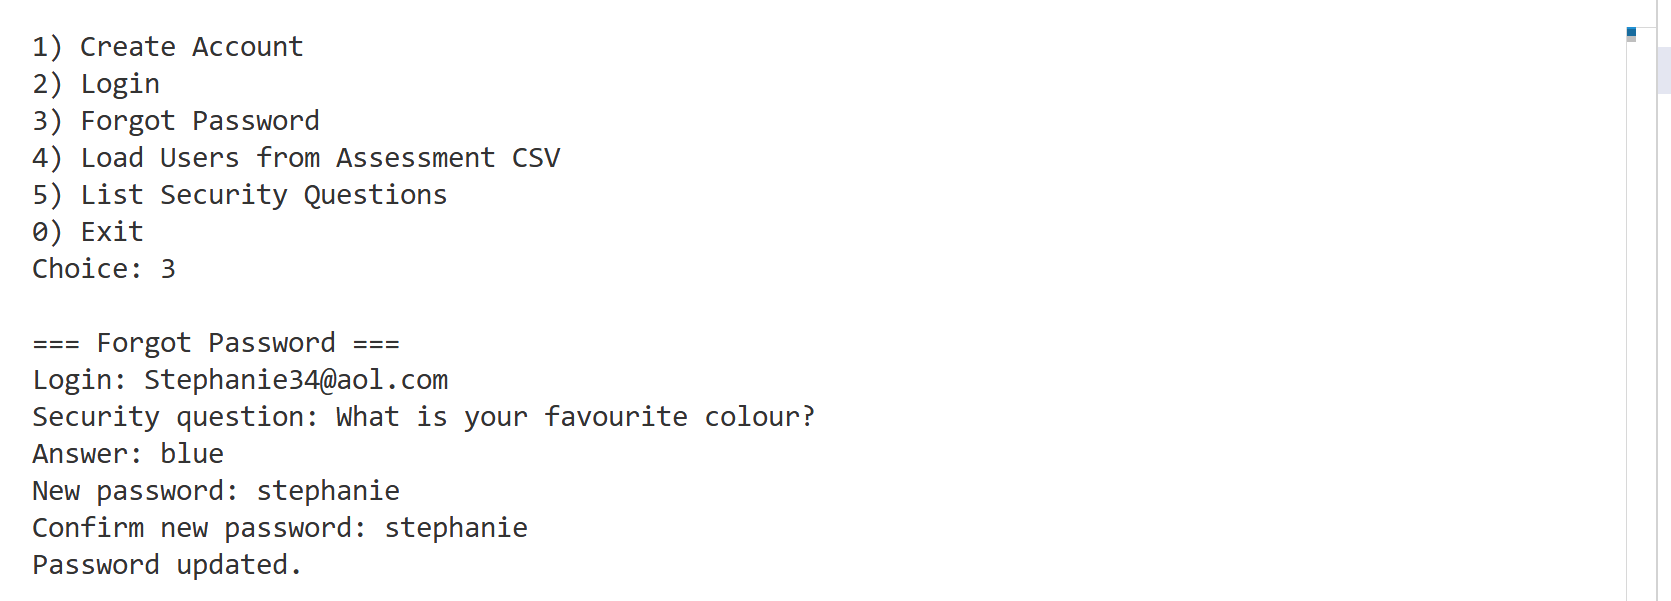 1) Create Account
2) Login
3) Forgot Password
4) Load Users from Assessment CSV
5) List Security Questions
0) Exit
Choice: 3
=== Forgot Password ===
Login: Stephanie34@aol.com
Security question: What is your favourite colour?
Answer: blue
New password: stephanie
Confirm new password: stephanie
Password updated.